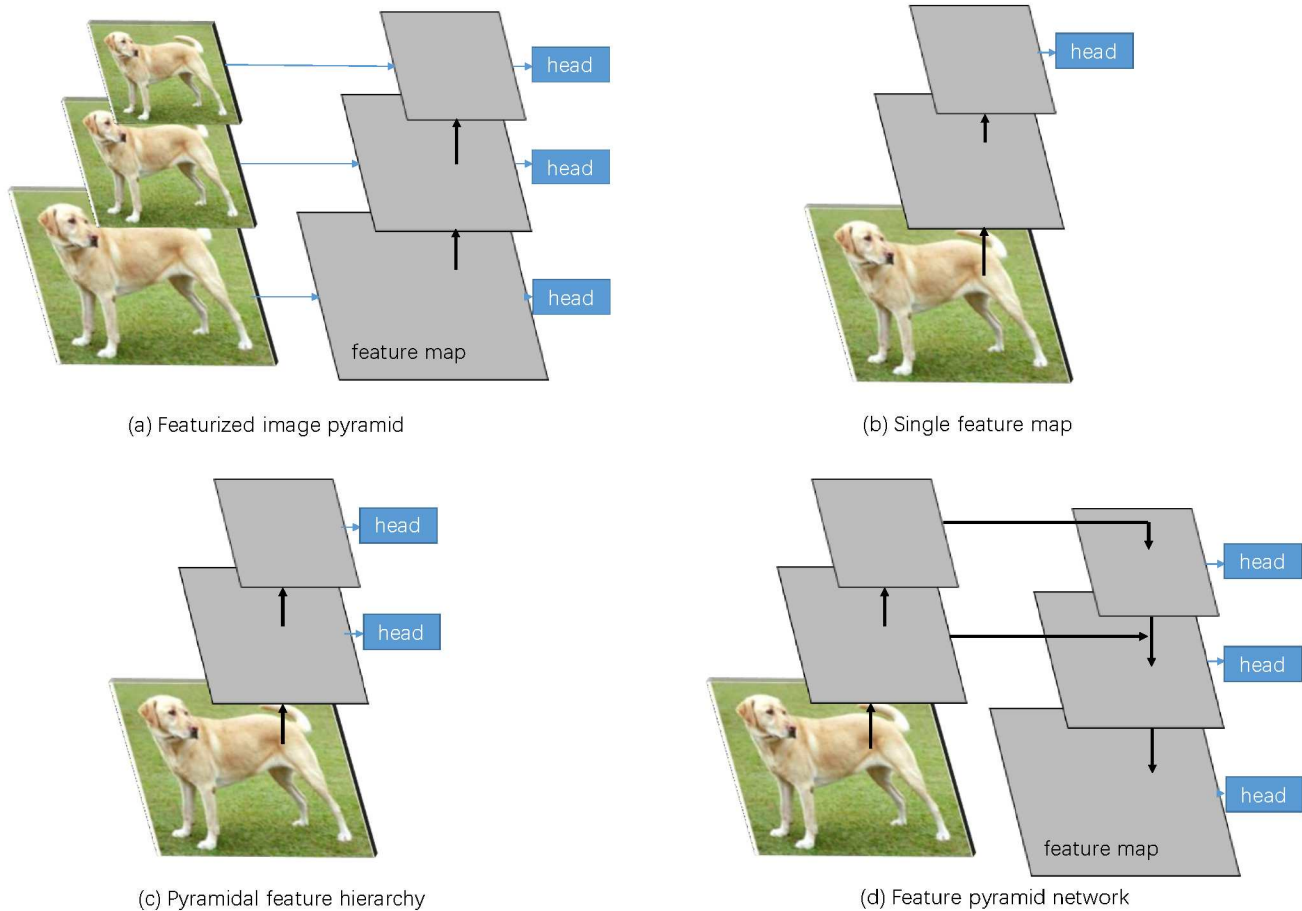 head
head
head
feature map
(a) Featurized image pyramid
head
(b) Single feature map
head
head
(c) Pyramidal feature hierarchy
head
head
head
feature map
(d) Feature pyramid network